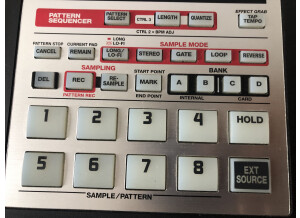 EFFECT GRAB
PATTERN SEQUENCER
PATTERN SELECT
CTRL 3
LENGTH
QUANTIZE
TAP TEMPO
CTRL 2 = BPM ADJ
PATTERN STOP
CURRENT PAD
LONG
LO-FI
SAMPLE MODE
CANCEL
REMAIN
LONG/ LO-FI
STEREO
GATE
LOOP
REVERSE
SAMPLING
START POINT
BANK
DEL
REC
RE-SAMPLE
MARK
A
B
C
D
PATTERN REC
END POINT
INTERNAL
CARD
1
2
3
4
HOLD
5
6
7
8
EXT SOURCE
SAMPLE/PATTERN